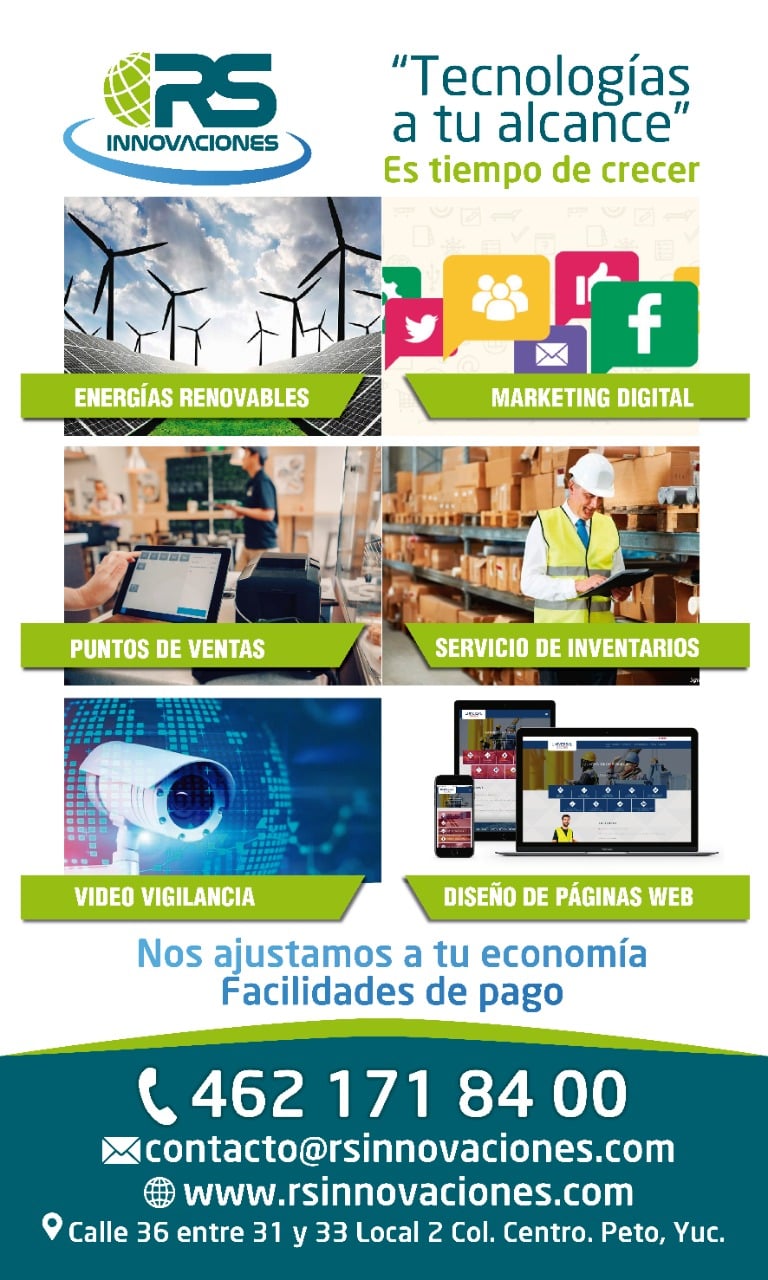 RS
INNOVACIONES
“Tecnologías
a tu alcance”
Es tiempo de crecer
ENERGÍAS RENOVABLES
MARKETING DIGITAL
PUNTOS DE VENTAS
SERVICIO DE INVENTARIOS
VIDEO VIGILANCIA
DISEÑO DE PÁGINAS WEB
Nos ajustamos a tu economía
Facilidades de pago
462 171 84 00
contacto@rsinnovaciones.com
www.rsinnovaciones.com
Calle 36 entre 31 y 33 Local 2 Col. Centro. Peto, Yuc.